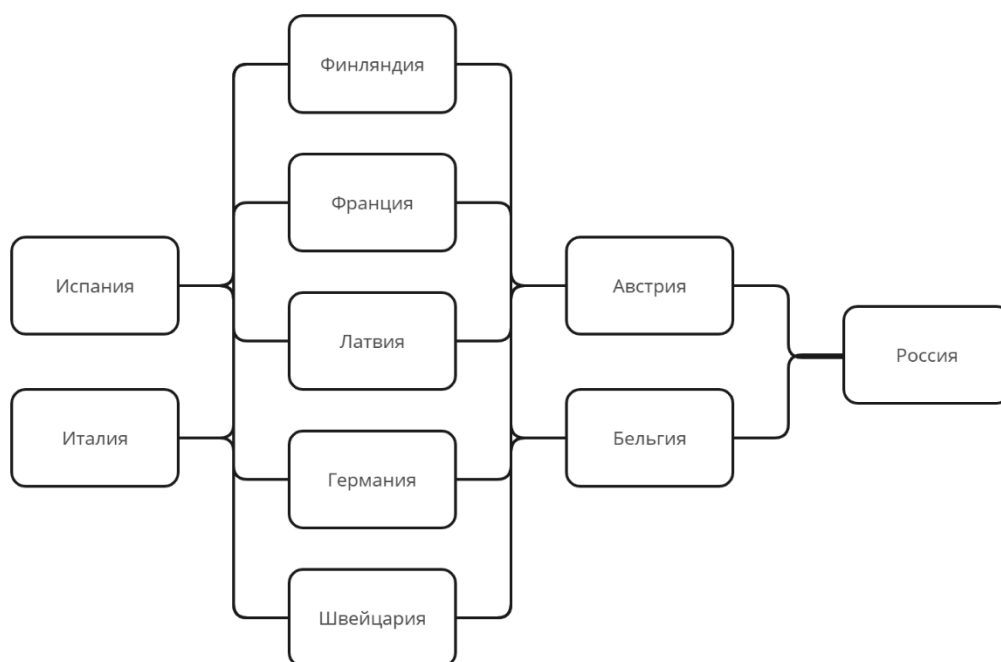 Испания
Италия
Финляндия
Франция
Латвия
Германия
Швейцария
Австрия
Бельгия
Россия